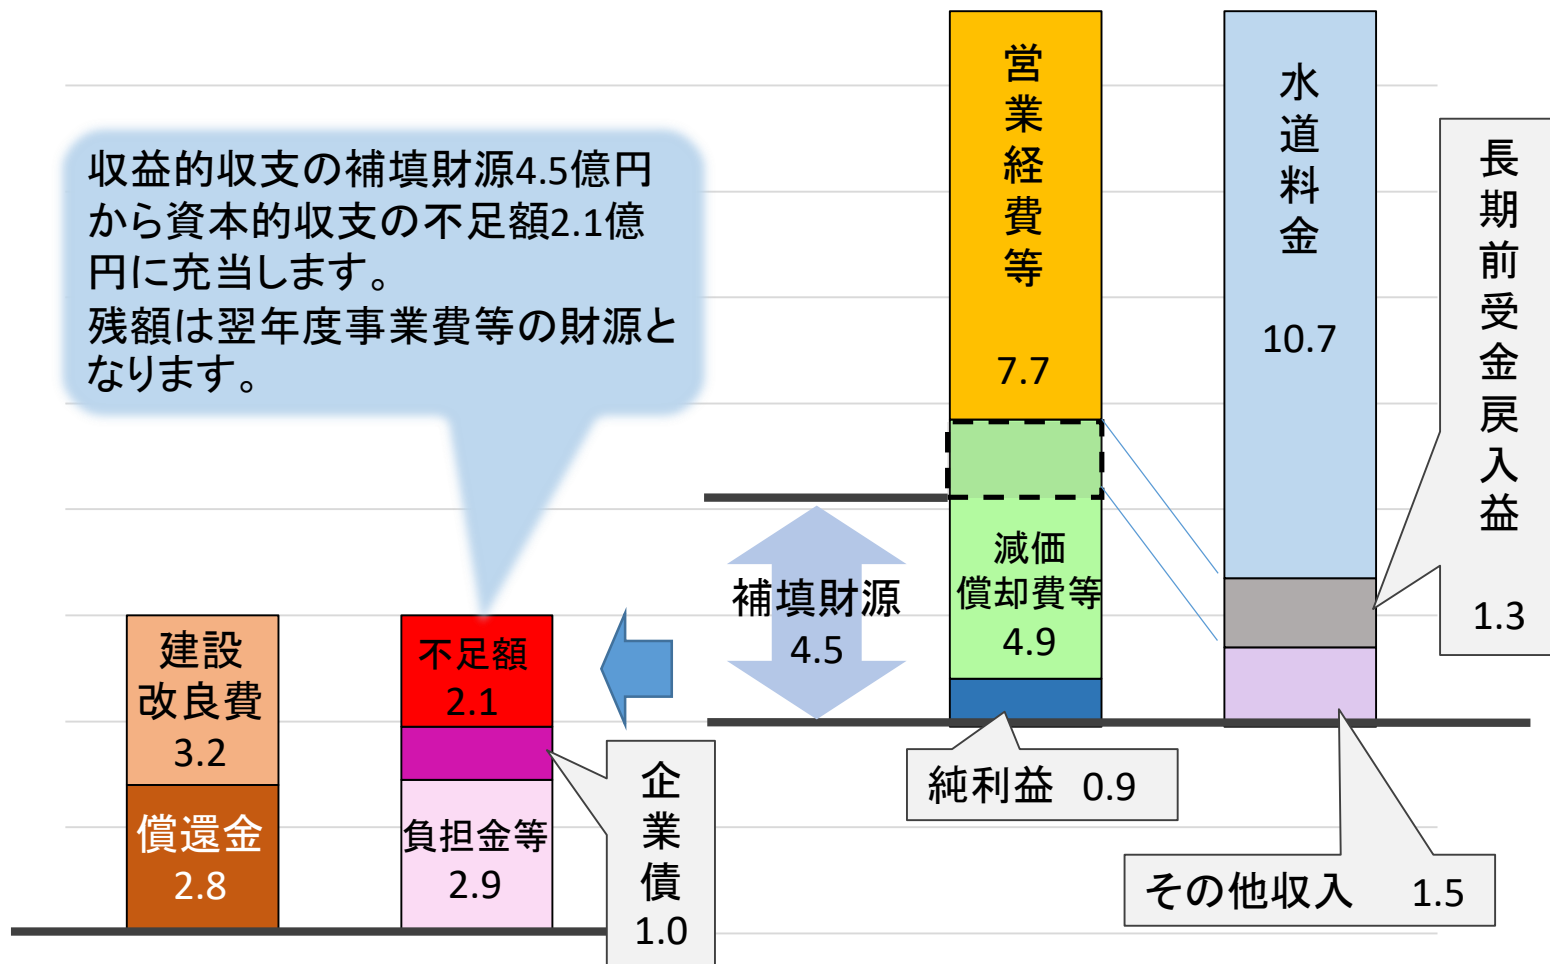 収益的収支の補填財源4.5億円
から資本的収支の不足額2.1億
円に充当します。
残額は翌年度事業費等の財源と
なります。
建設
改良費
3.2
償還金
2.8
不足額
2.1
負担金等
2.9
企業債
1.0
補填財源
4.5
営業経費等
7.7
減価
償却費等
4.9
純利益 0.9
水道料金
10.7
長期前受金戻入益
1.3
その他収入 1.5